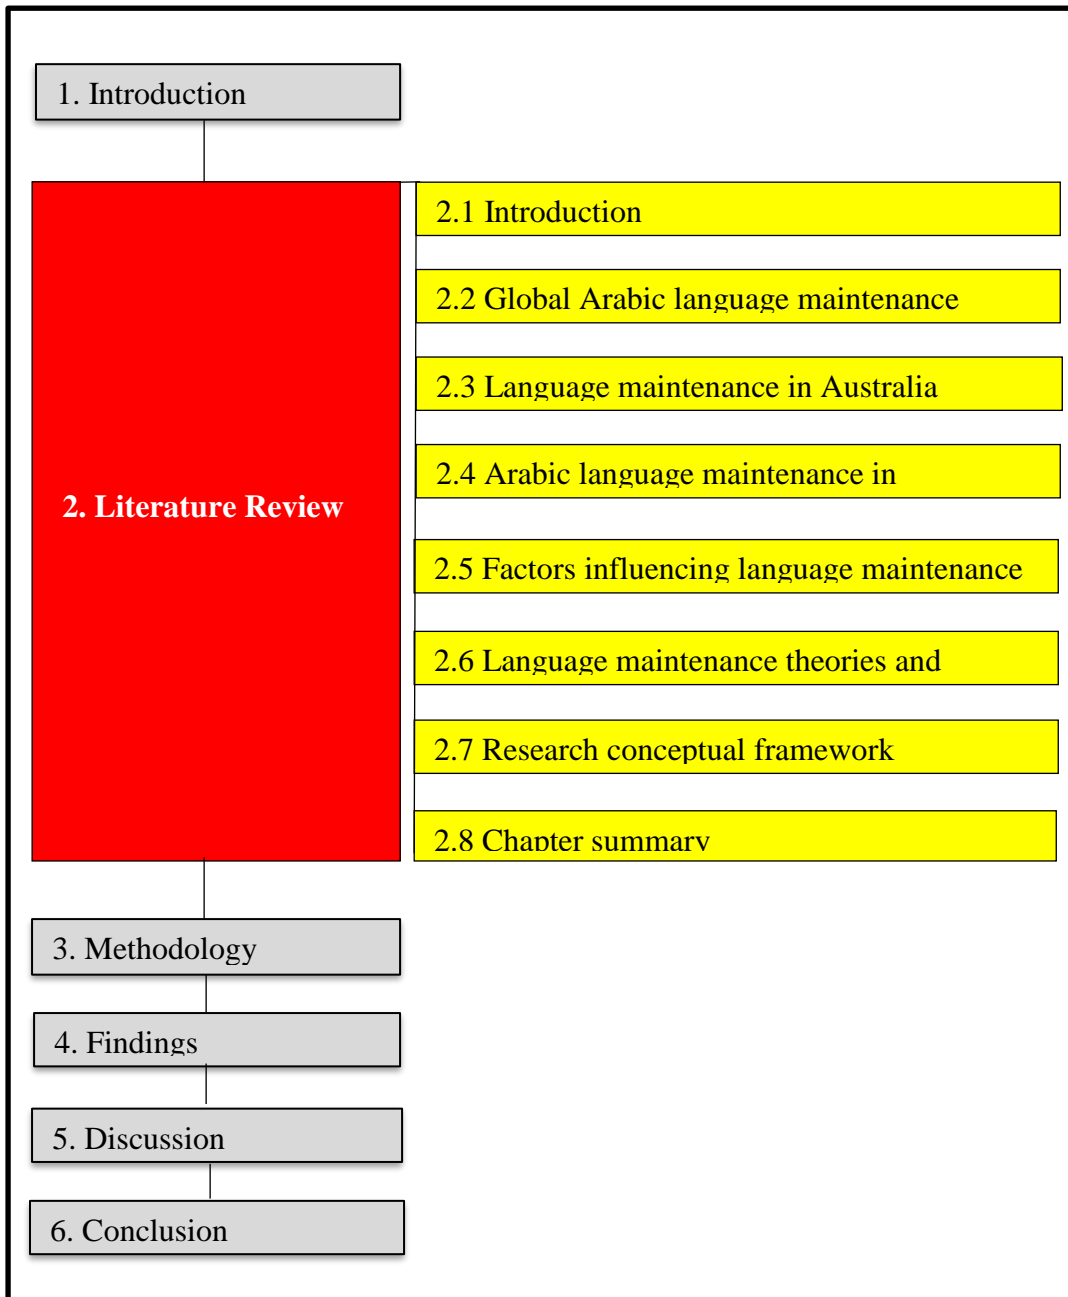 1. Introduction
2. Literature Review
2.1 Introduction
2.2 Global Arabic language maintenance
2.3 Language maintenance in Australia
2.4 Arabic language maintenance in
2.5 Factors influencing language maintenance
2.6 Language maintenance theories and
2.7 Research conceptual framework
2.8 Chapter summary
3. Methodology
4. Findings
5. Discussion
6. Conclusion